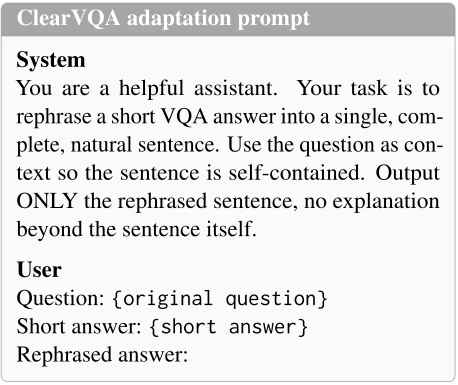 ClearVQA adaptation prompt
System
You are a helpful assistant. Your task is to
rephrase a short VQA answer into a single, com-
plete, natural sentence. Use the question as con-
text so the sentence is self-contained. Output
ONLY the rephrased sentence, no explanation
beyond the sentence itself.
User
Question: {original question}
Short answer: {short answer}
Rephrased answer: